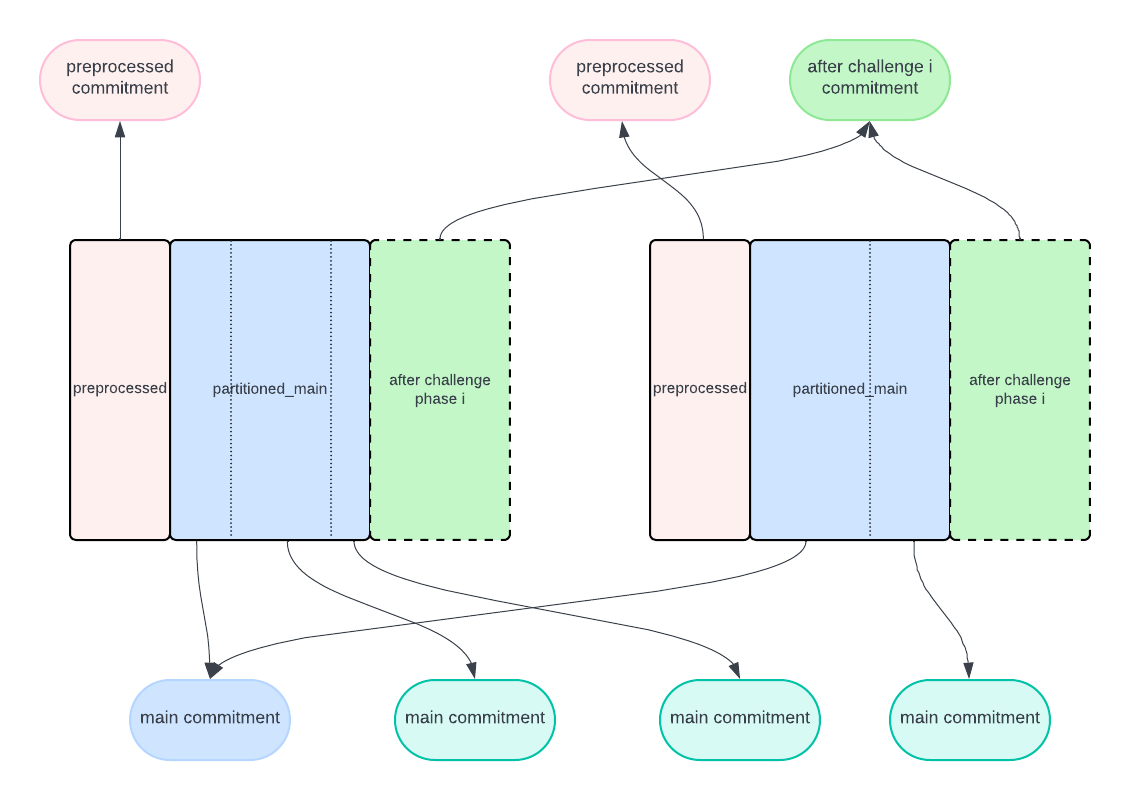 preprocessed
commitment
preprocessed
commitment
after challenge i
commitment
preprocessed
partitioned_main
after challenge
phase i
preprocessed
partitioned_main
after challenge
phase i
main commitment
main commitment
main commitment
main commitment